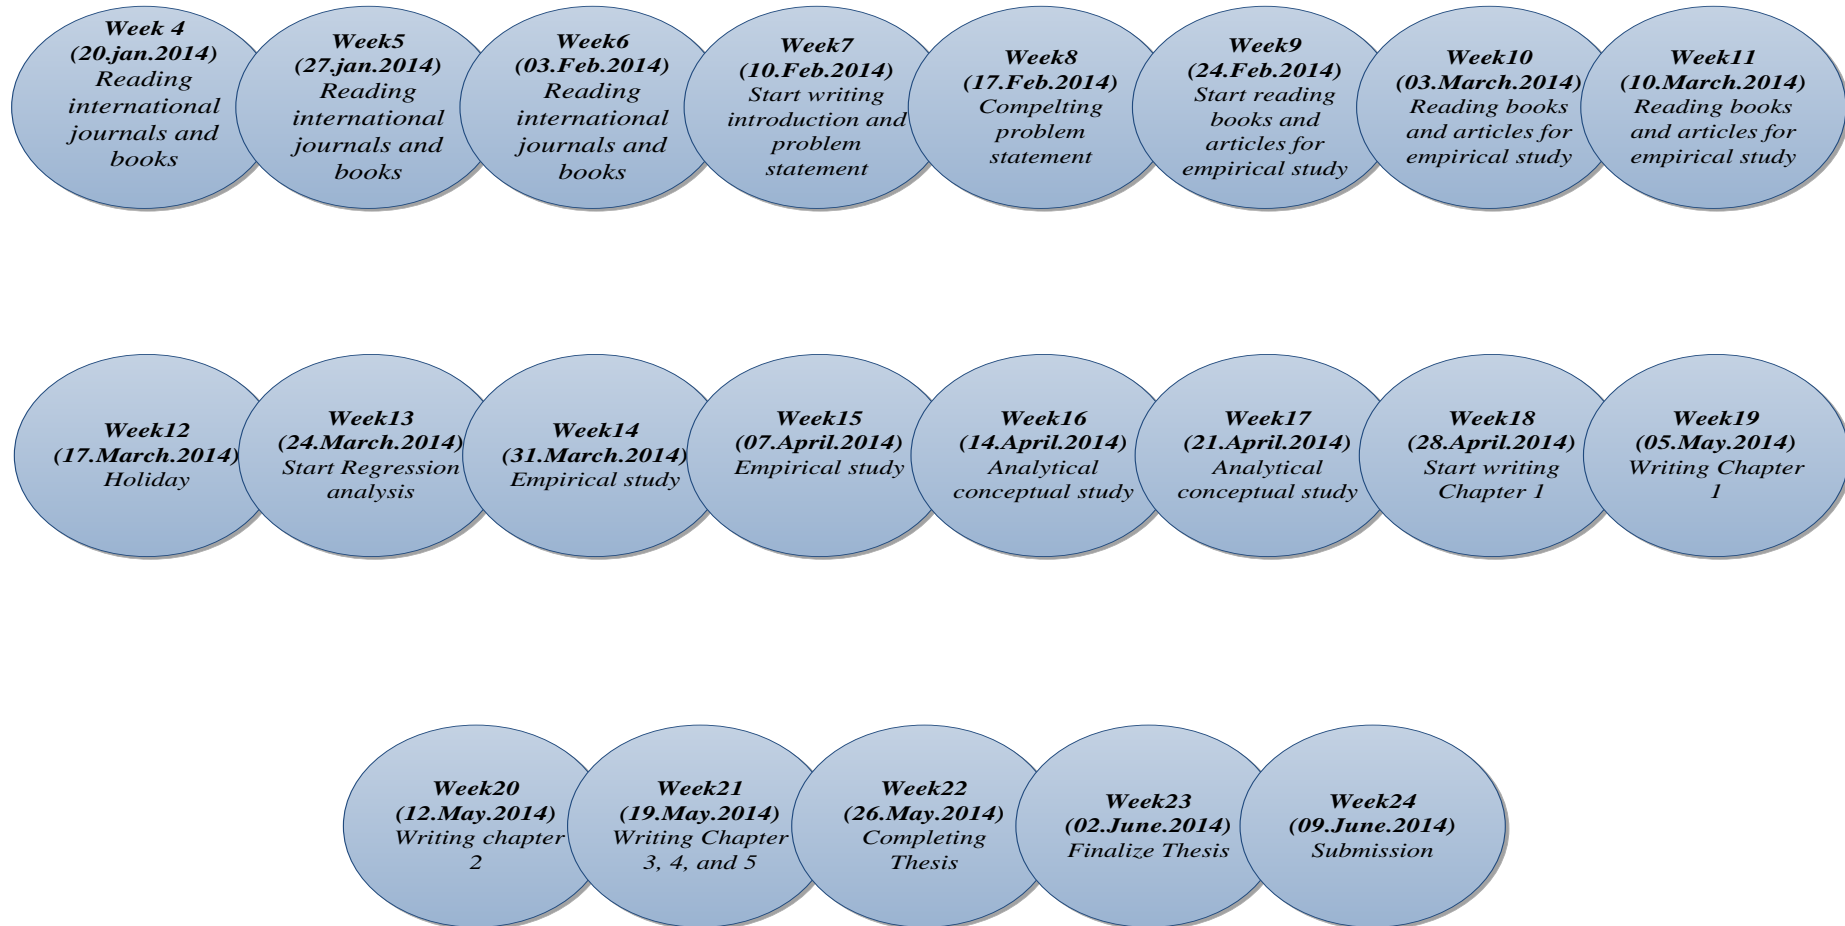 Week 4
(20.jan.2014)
Reading
international
journals and
books
Week5
(27.jan.2014)
Reading
international
journals and
books
Week6
(03.Feb.2014)
Reading
international
journals and
books
Week7
(10.Feb.2014)
Start writing
introduction and
problem
statement
Week8
(17.Feb.2014)
Compelting
problem
statement
Week9
(24.Feb.2014)
Start reading
books and
articles for
empirical study
Week10
(03.March.2014)
Reading books
and articles for
empirical study
Week11
(10.March.2014)
Reading books
and articles for
empirical study
Week12
(17.March.2014)
Holiday
Week13
(24.March.2014)
Start Regression
analysis
Week14
(31.March.2014)
Empirical study
Week15
(07.April.2014)
Empirical study
Week16
(14.April.2014)
Analytical
conceptual study
Week17
(21.April.2014)
Analytical
conceptual study
Week18
(28.April.2014)
Start writing
Chapter 1
Week19
(05.May.2014)
Writing Chapter
1
Week20
(12.May.2014)
Writing chapter
2
Week21
(19.May.2014)
Writing Chapter
3, 4, and 5
Week22
(26.May.2014)
Completing
Thesis
Week23
(02.June.2014)
Finalize Thesis
Week24
(09.June.2014)
Submission